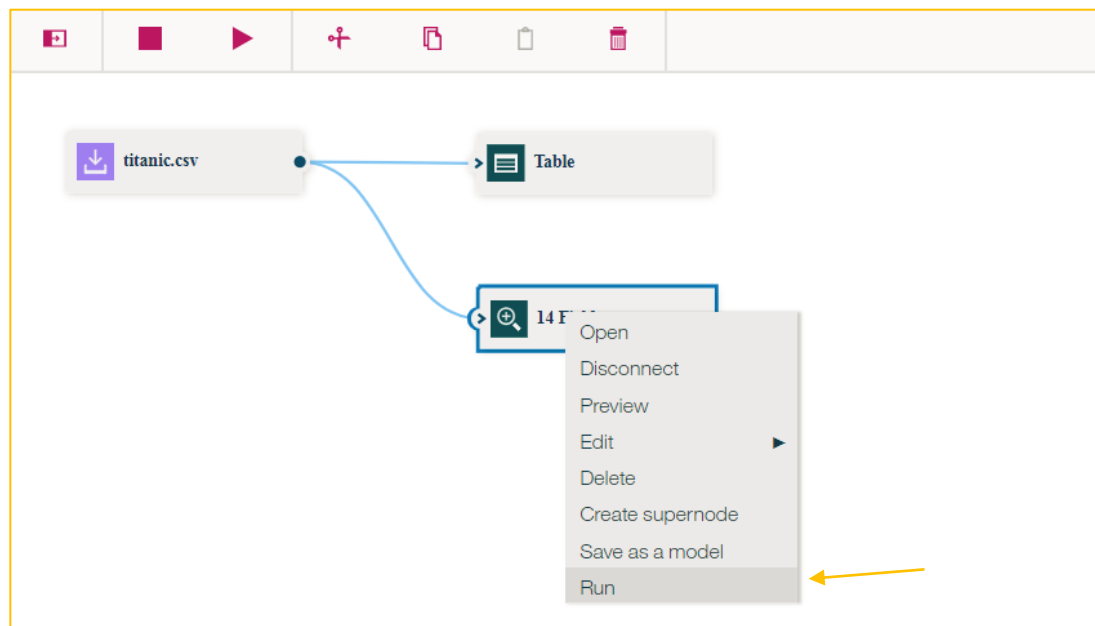 titanic.csv
Table
14
Open
Disconnect
Preview
Edit
Delete
Create supernode
Save as a model
Run